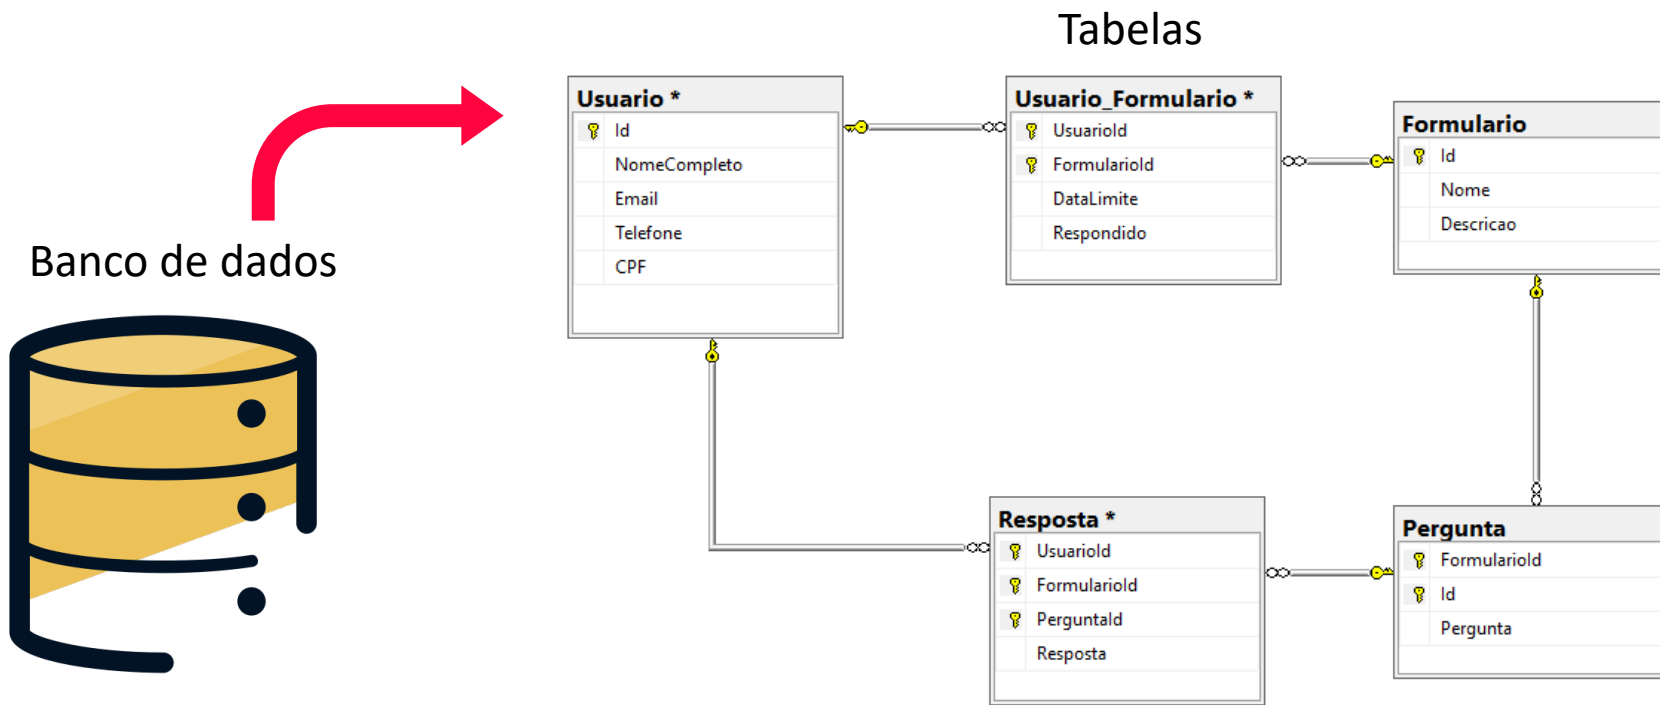 Tabelas
Banco de dados
Usuario *
Id
NomeCompleto
Email
Telefone
CPF
Usuario_Formulario *
UsuarioId
FormularioId
DataLimite
Respondido
Formulario
Id
Nome
Descricao
Resposta *
UsuarioId
FormularioId
PerguntaId
Resposta
Pergunta
FormularioId
Id
Pergunta